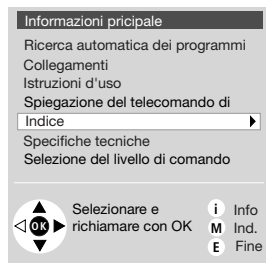 Informazioni pricipale
Ricerca automatica dei programmi
Collegamenti
Istruzioni d'uso
Spiegazione del telecomando di
Indice
Specifiche tecniche
Selezione del livello di comando
OK
Selezionare e
richiamare con OK
i Info
M Ind.
E Fine